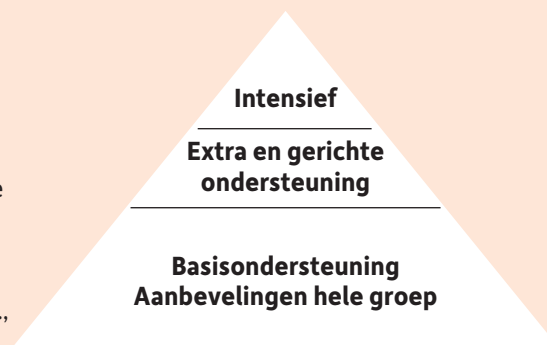 Intensief
Extra en gerichte
ondersteuning
e
Basisondersteuning
Aanbevelingen hele groep
.,